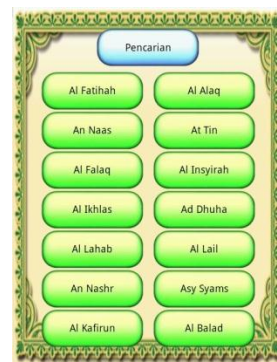 Pencarian
Al Fatihah
Al Alaq
An Naas
At Tin
Al Falaq
Al Insyirah
Al Ikhlas
Ad Dhuha
Al Lahab
Al Lail
An Nashr
Asy Syams
Al Kafirun
Al Balad